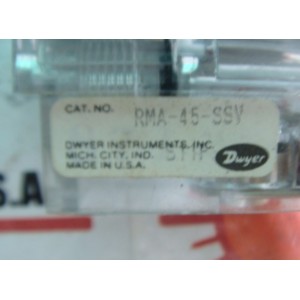 CAT. NO. RMA-45-SSV
DWYER INSTRUMENTS, INC.
MICH. CITY, IND.
MADE IN U.S.A.
Dwyer
S.A